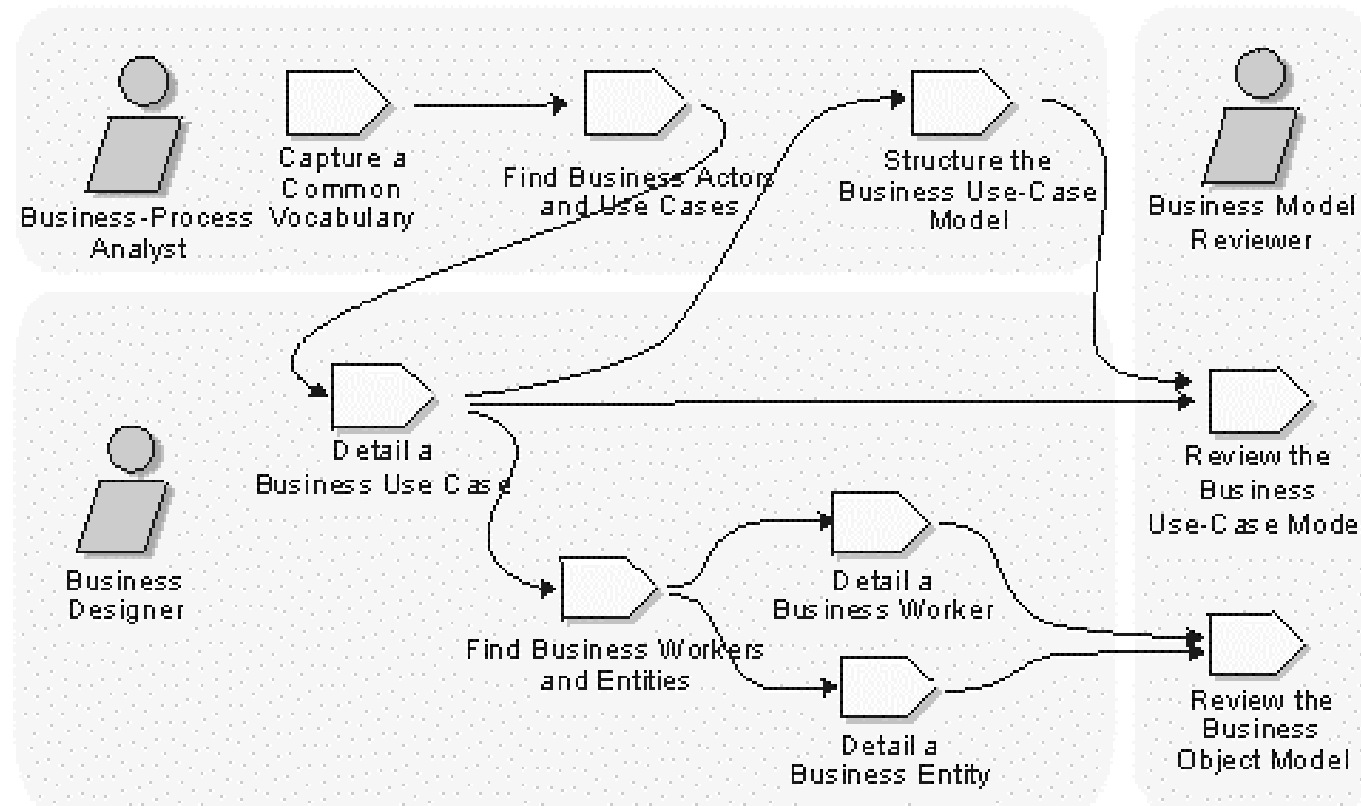 Business-Process
Analyst
Capture a
Common
Vocabulary
Find Business Actors
and Use Cases
Structure the
Business Use-Case
Model
Business Model
Reviewer
Detail a
Business Use Case
Business
Designer
Find Business Workers
and Entities
Detail a
Business Worker
Detail a
Business Entity
Review the
Business
Use-Case Mode
Review the
Business
Object Model